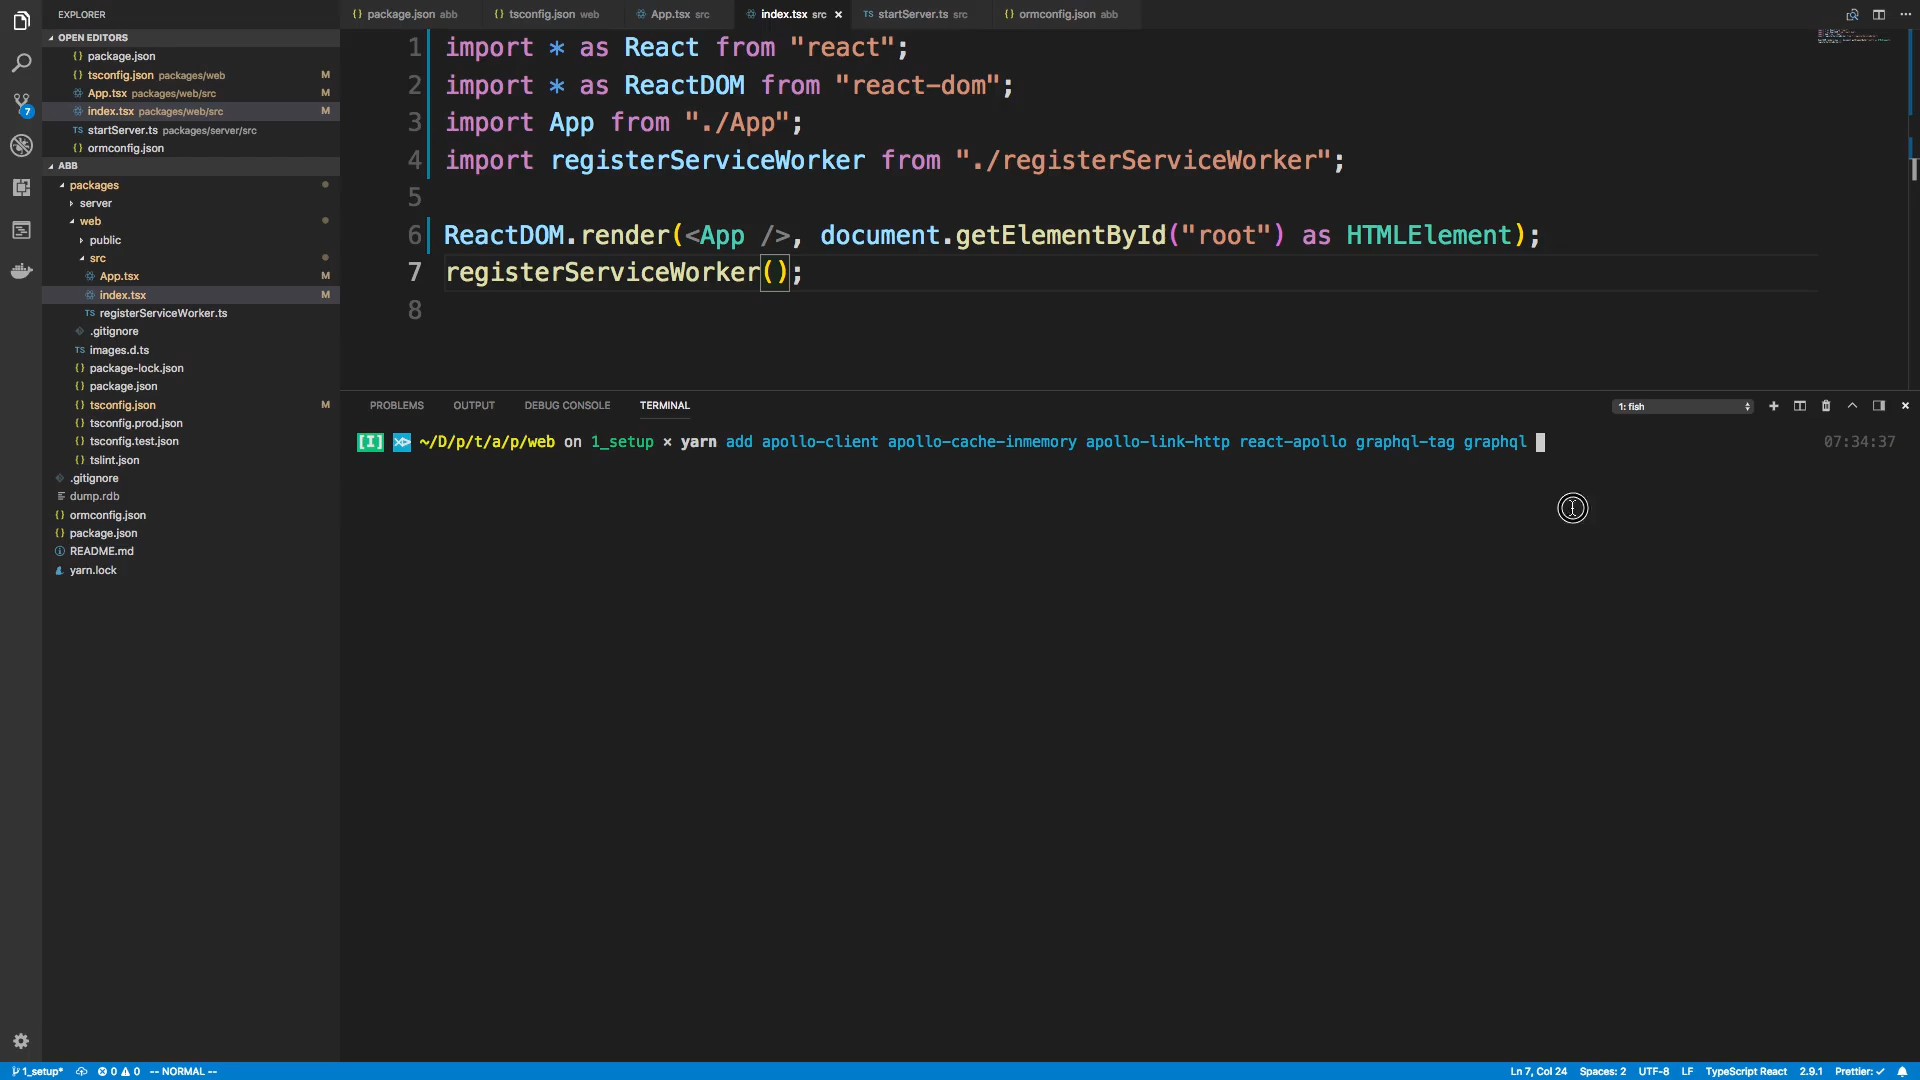 EXPLORER
OPEN EDITORS
package.json
tsconfig.json packages/web M
App.tsx packages/web/src M
index.tsx packages/web/src M
startServer.ts packages/server/src
ormconfig.json
ABB
packages
server
web
public
src
App.tsx M
index.tsx M
registerServiceWorker.ts
.gitignore
images.d.ts
package-lock.json
package.json
tsconfig.json M
tsconfig.prod.json
tsconfig.test.json
tslint.json
.gitignore
dump.rdb
ormconfig.json
package.json
README.md
yarn.lock
7
package.json abb tsconfig.json web App.tsx src index.tsx src startServer.ts src ormconfig.json abb
1 import * as React from "react";
2 import * as ReactDOM from "react-dom";
3 import App from "./App";
4 import registerServiceWorker from "./registerServiceWorker";
5
6 ReactDOM.render(<App />, document.getElementById("root") as HTMLElement);
7 registerServiceWorker();
8
PROBLEMS OUTPUT DEBUG CONSOLE TERMINAL 1: fish
[I] ~/D/p/t/a/p/web on 1_setup × yarn add apollo-client apollo-cache-inmemory apollo-link-http react-apollo graphql-tag graphql 07:34:37
1_setup* 0 0 -- NORMAL -- Ln 7, Col 24 Spaces: 2 UTF-8 LF TypeScript React 2.9.1 Prettier: ✓